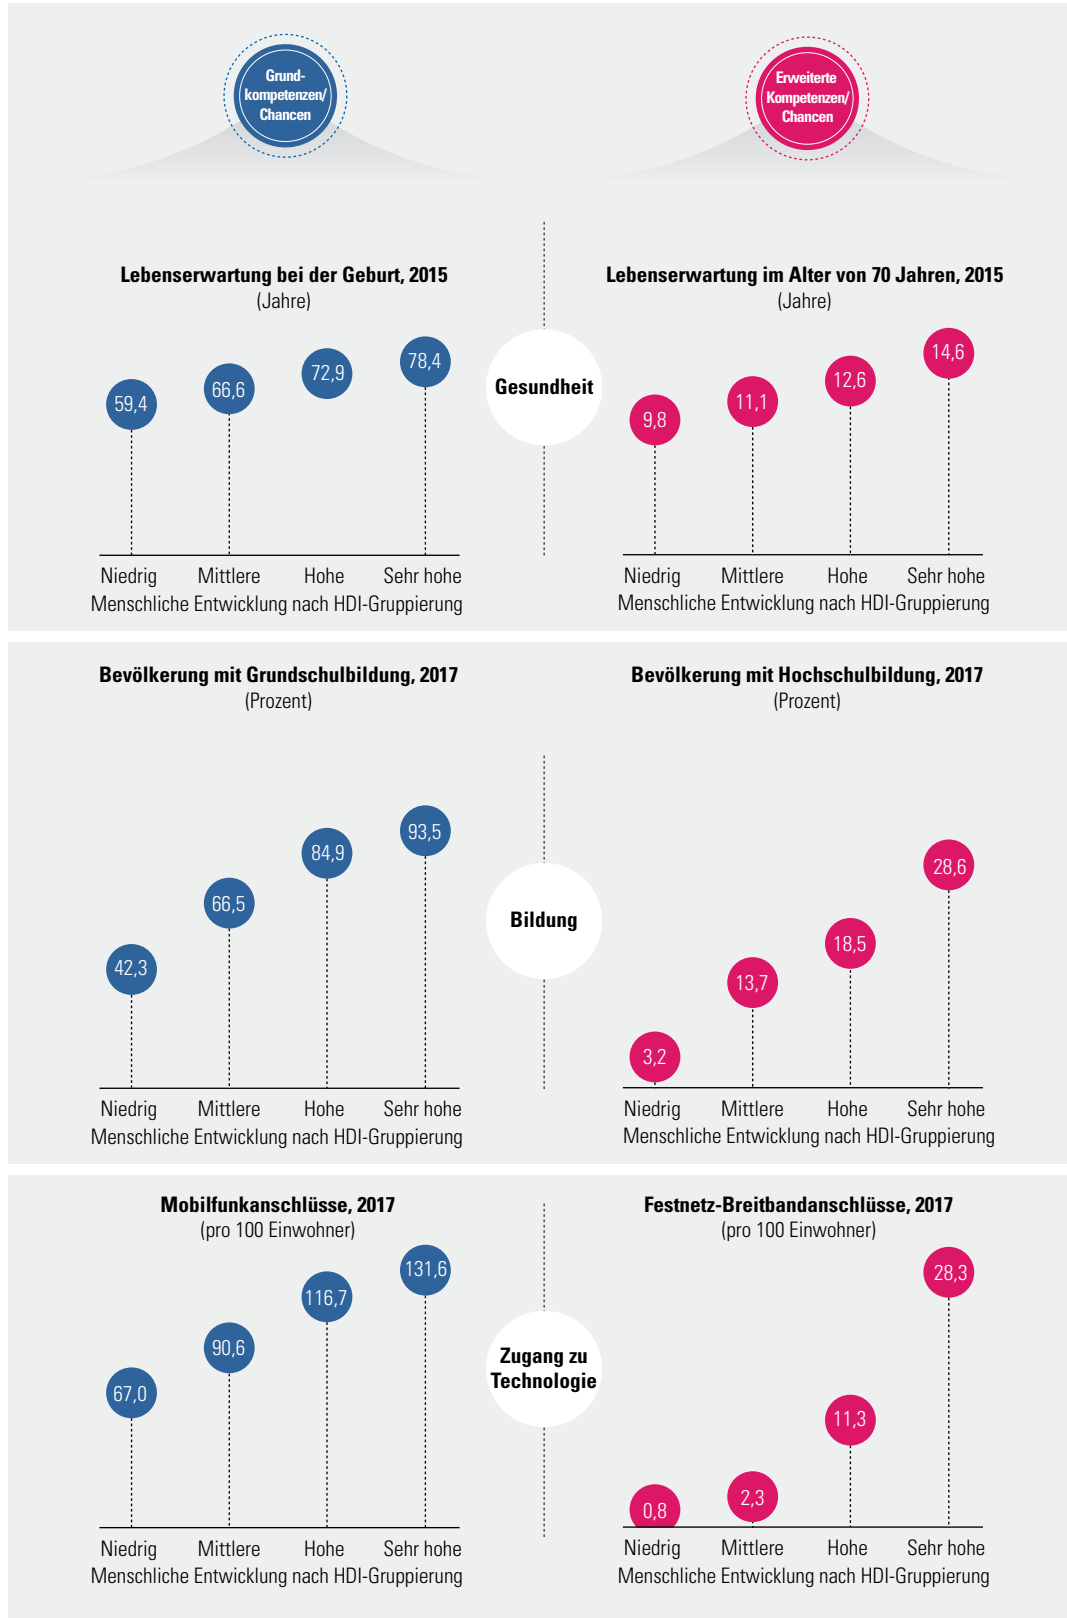 Grund-
kompetenzen/
Chancen
Erweiterte
Kompetenzen/
Chancen
Lebenserwartung bei der Geburt, 2015
(Jahre)
59,4
66,6
72,9
78,4
Niedrig Mittlere Hohe Sehr hohe
Menschliche Entwicklung nach HDI-Gruppierung
Gesundheit
Lebenserwartung im Alter von 70 Jahren, 2015
(Jahre)
9,8
11,1
12,6
14,6
Niedrig Mittlere Hohe Sehr hohe
Menschliche Entwicklung nach HDI-Gruppierung
Bevölkerung mit Grundschulbildung, 2017
(Prozent)
42,3
66,5
84,9
93,5
Niedrig Mittlere Hohe Sehr hohe
Menschliche Entwicklung nach HDI-Gruppierung
Bildung
Bevölkerung mit Hochschulbildung, 2017
(Prozent)
3,2
13,7
18,5
28,6
Niedrig Mittlere Hohe Sehr hohe
Menschliche Entwicklung nach HDI-Gruppierung
Mobilfunkanschlüsse, 2017
(pro 100 Einwohner)
67,0
90,6
116,7
131,6
Niedrig Mittlere Hohe Sehr hohe
Menschliche Entwicklung nach HDI-Gruppierung
Zugang zu
Technologie
Festnetz-Breitbandanschlüsse, 2017
(pro 100 Einwohner)
0,8
2,3
11,3
28,3
Niedrig Mittlere Hohe Sehr hohe
Menschliche Entwicklung nach HDI-Gruppierung